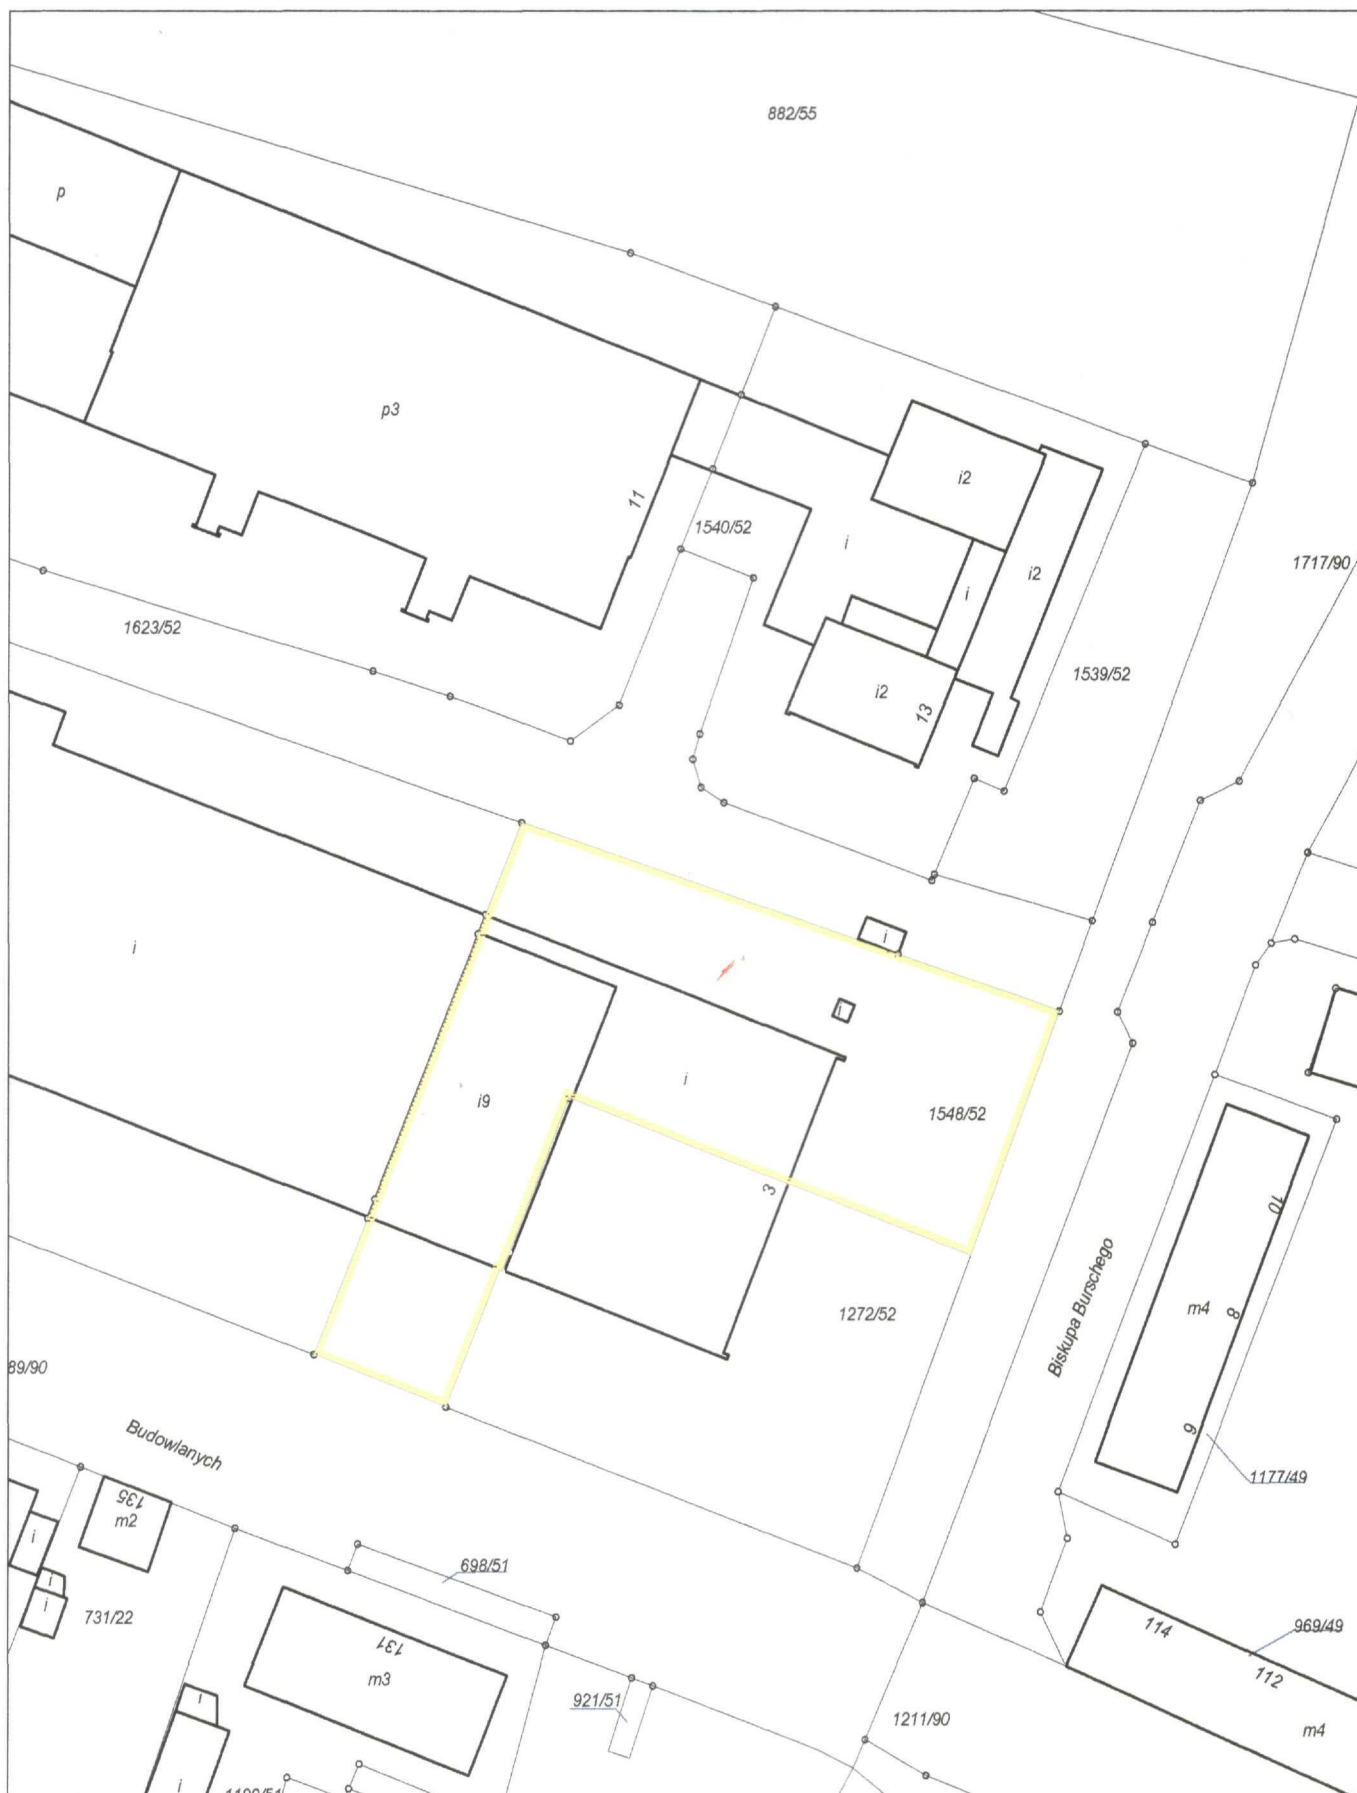 882/55
p
p3
i2
11
1540/52
i
i2
1717/90
i
1623/52
1539/52
i2
13
i
i
i
i
i9
1548/52
3
10
Biskupa Burschego
m4
8
1272/52
89/90
Budowlanych
9
1177/49
135
m2
i
698/51
i
i
731/22
114
969/49
131
112
m3
i
921/51
1211/90
m4
i